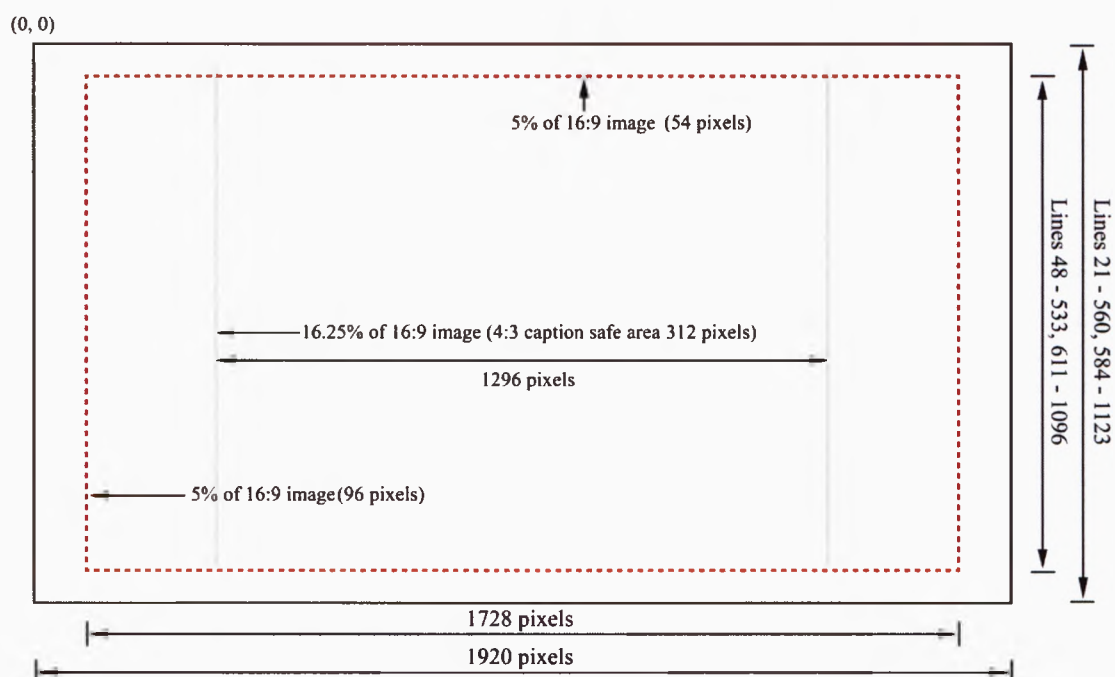 (0, 0)
5% of 16:9 image (54 pixels)
16.25% of 16:9 image (4:3 caption safe area 312 pixels)
1296 pixels
5% of 16:9 image(96 pixels)
1728 pixels
1920 pixels
Lines 48 - 533, 611 - 1096
Lines 21 - 560, 584 - 1123